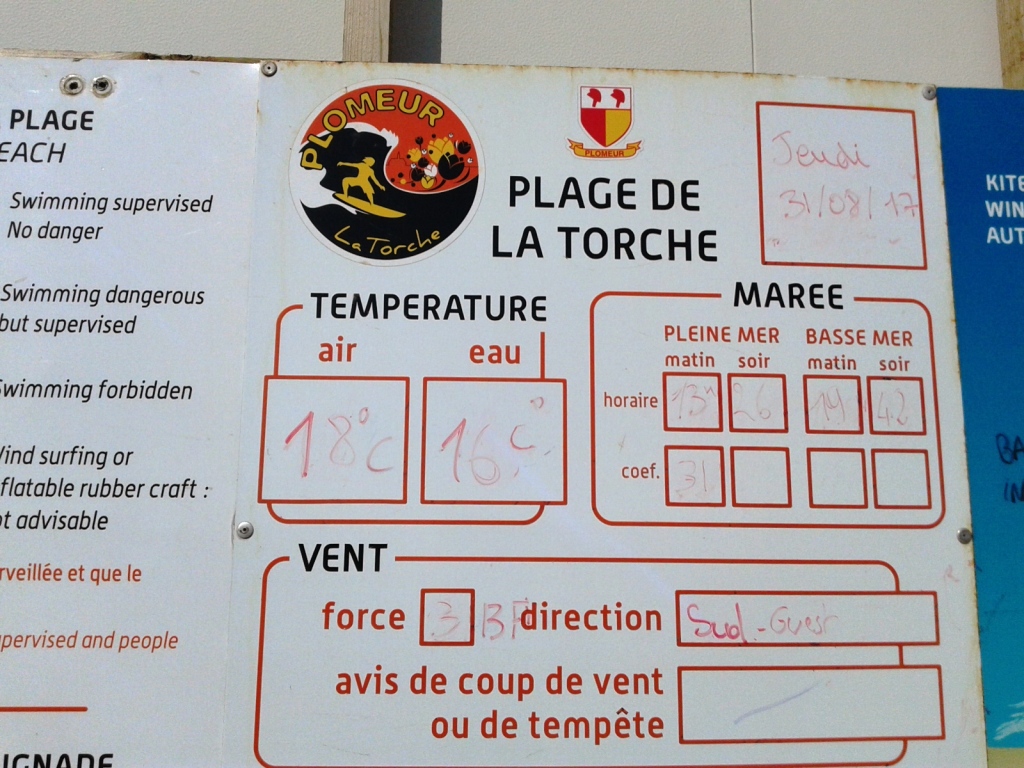 PLAGE
EACH
Swimming supervised
No danger
Swimming dangerous
but supervised
Swimming forbidden
ind surfing or
flatable rubber craft :
t advisable
rveillée et que le
pervised and people
IGNADE
PLOMEUR
La Torche
PLOMEUR
PLAGE DE
LA TORCHE
Jeudi
31/08/17
TEMPERATURE
air eau
18°C 16°C
MAREE
PLEINE MER BASSE MER
matin soir matin soir
horaire 13h 26 19h 42
coef. 31
VENT
force 3 BF direction Sud-Ouest
avis de coup de vent
ou de tempête
KITE
WIN
AUT
BA
IN